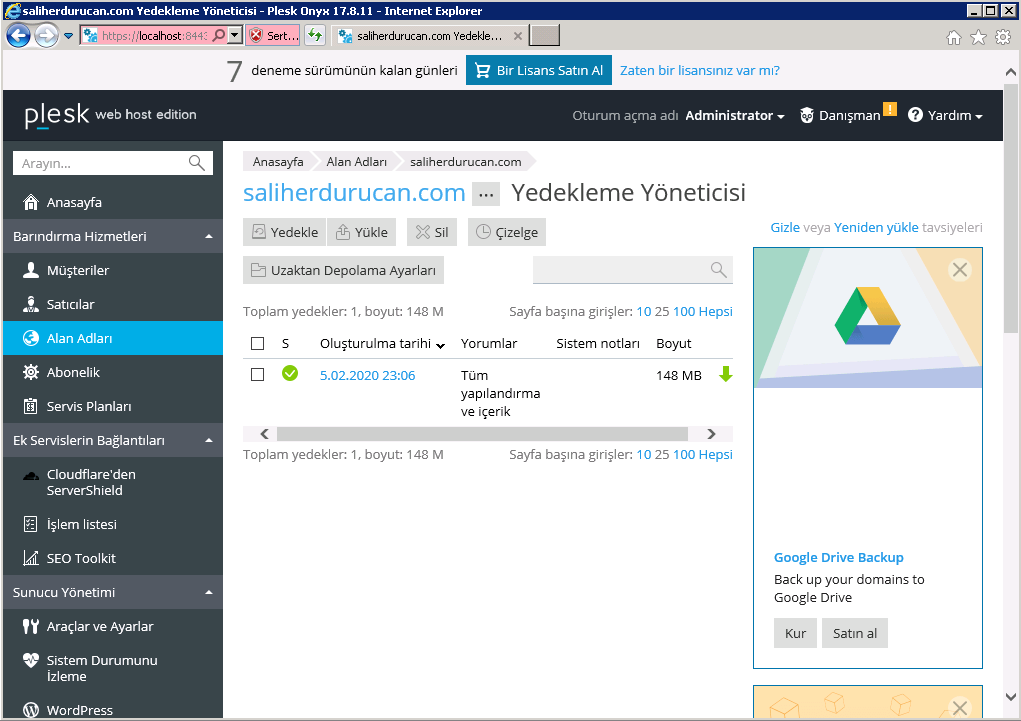 saliherdurucan.com Yedekleme Yöneticisi - Plesk Onyx 17.8.11 - Internet Explorer
https://localhost:8443
Sert...
saliherdurucan.com Yedekle...
7 deneme sürümünün kalan günleri
Bir Lisans Satın Al
Zaten bir lisansınız var mı?
plesk web host edition
Oturum açma adı Administrator
Danışman
Yardım
Arayın...
Anasayfa
Barındırma Hizmetleri
Müşteriler
Satıcılar
Alan Adları
Abonelik
Servis Planları
Ek Servislerin Bağlantıları
Cloudflare'den
ServerShield
İşlem listesi
SEO Toolkit
Sunucu Yönetimi
Araçlar ve Ayarlar
Sistem Durumunu
İzleme
WordPress
Anasayfa
Alan Adları
saliherdurucan.com
saliherdurucan.com ... Yedekleme Yöneticisi
Yedekle
Yükle
Sil
Çizelge
Uzaktan Depolama Ayarları
Toplam yedekler: 1, boyut: 148 M
Sayfa başına girişler: 10 25 100 Hepsi
S Oluşturulma tarihi Yorumlar Sistem notları Boyut
5.02.2020 23:06
Tüm
yapılandırma
ve içerik
148 MB
Toplam yedekler: 1, boyut: 148 M
Sayfa başına girişler: 10 25 100 Hepsi
Gizle veya Yeniden yükle tavsiyeleri
Google Drive Backup
Back up your domains to
Google Drive
Kur
Satın al